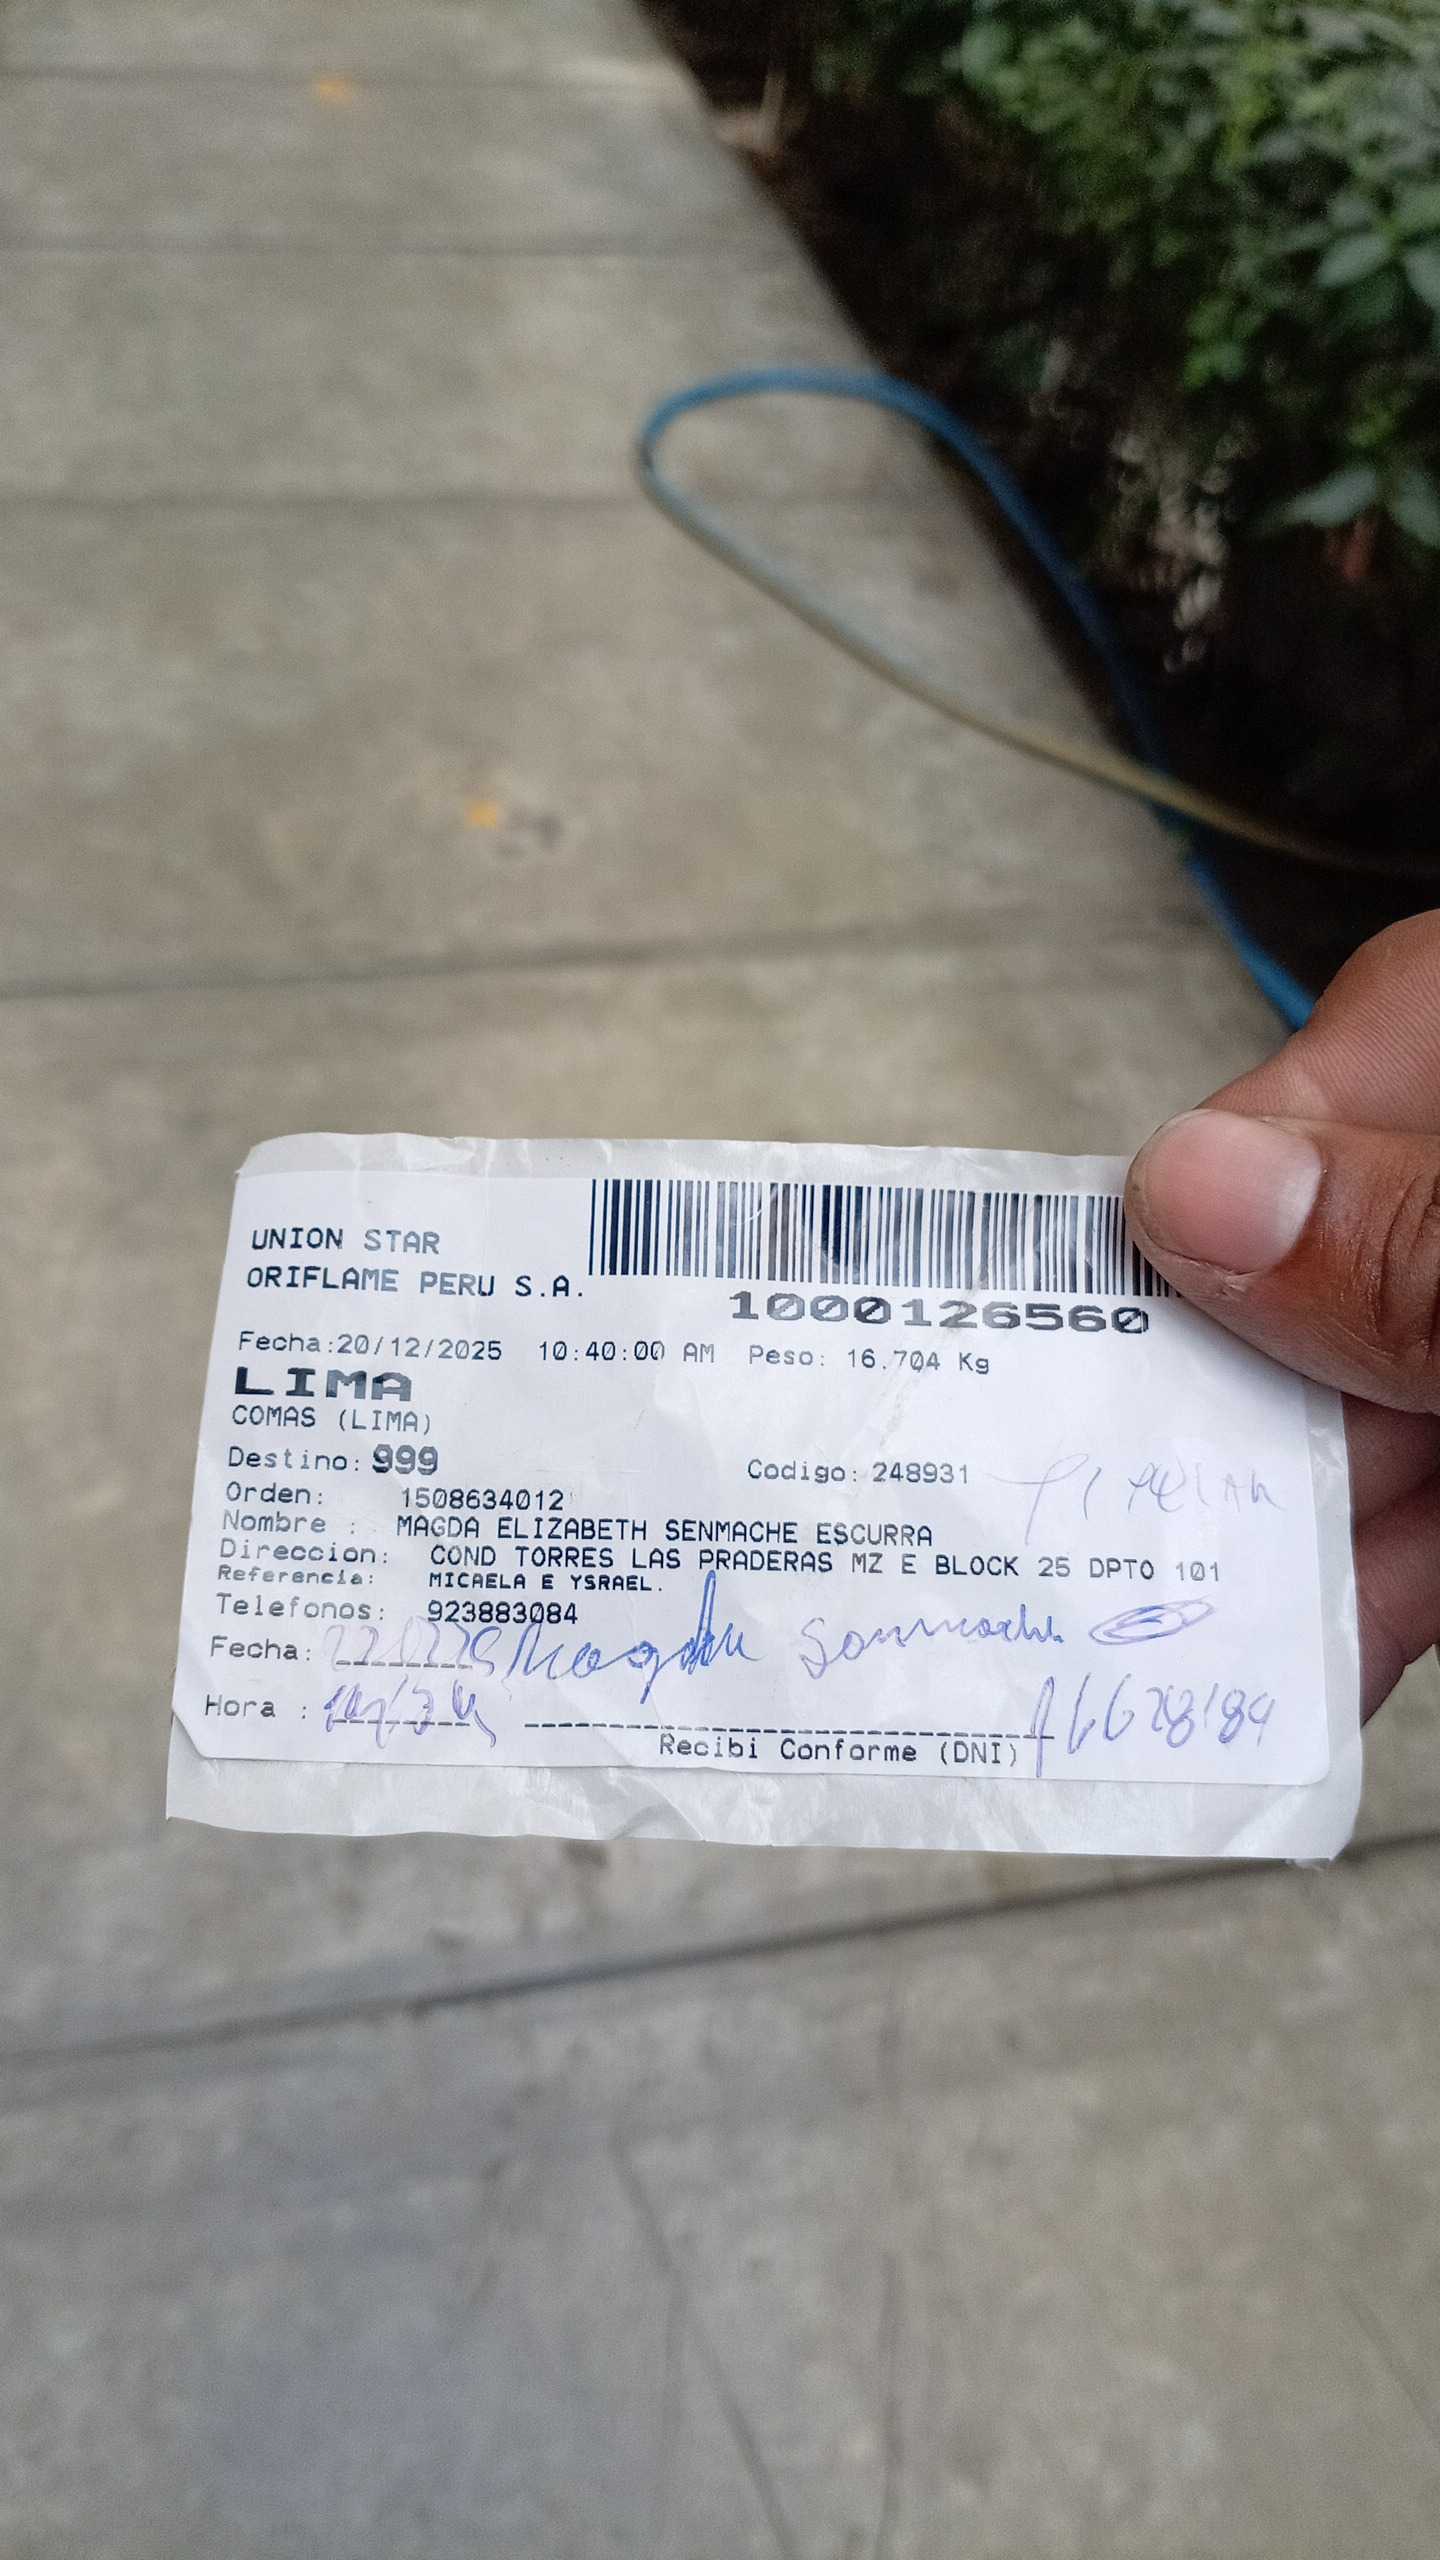 UNION STAR
ORIFLAME PERU S.A.
1000126560
Fecha:20/12/2025 10:40:00 AM Peso: 16.704 Kg
LIMA
COMAS (LIMA)
Destino: 999 Codigo: 248931
Orden: 1508634012
Nombre : MAGDA ELIZABETH SENMACHE ESCURRA
Direccion: COND TORRES LAS PRADERAS MZ E BLOCK 25 DPTO 101
Referencia: MICAELA E YSRAEL.
Telefonos: 923883084
Fecha: Magda Senmache
Hora :
Recibi Conforme (DNI)